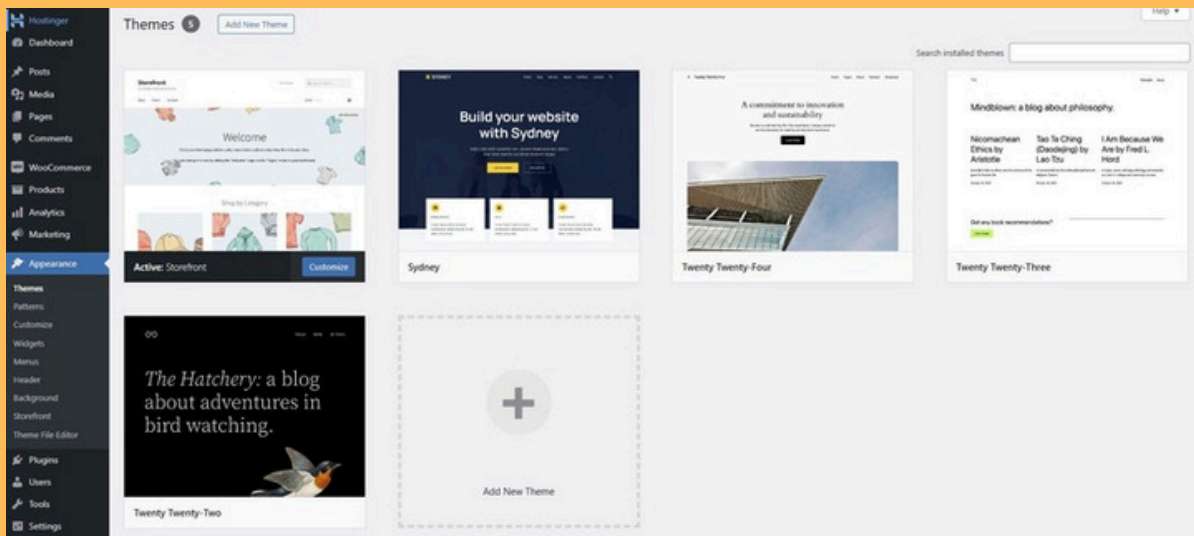 Hostinger
Dashboard
Posts
Media
Pages
Comments
WooCommerce
Products
Analytics
Marketing
Appearance
Themes
Patterns
Customize
Widgets
Menus
Header
Background
Storefront
Theme File Editor
Plugins
Users
Tools
Settings
Themes 5 Add New Theme
Help
Search installed themes
Storefront
Welcome
Shop by Category
Active: Storefront Customize
SYDNEY
Build your website
with Sydney
Sydney
Twenty Twenty-Four
A commitment to innovation
and sustainability
Twenty Twenty-Four
Mindblown: a blog about philosophy.
Nicomachean
Ethics by
Aristotle
Tao Te Ching
(Daodejing) by
Lao Tzu
I Am Because We
Are by Fred L.
Hord
Got any book recommendations?
Twenty Twenty-Three
The Hatchery: a blog
about adventures in
bird watching.
Twenty Twenty-Two
Add New Theme